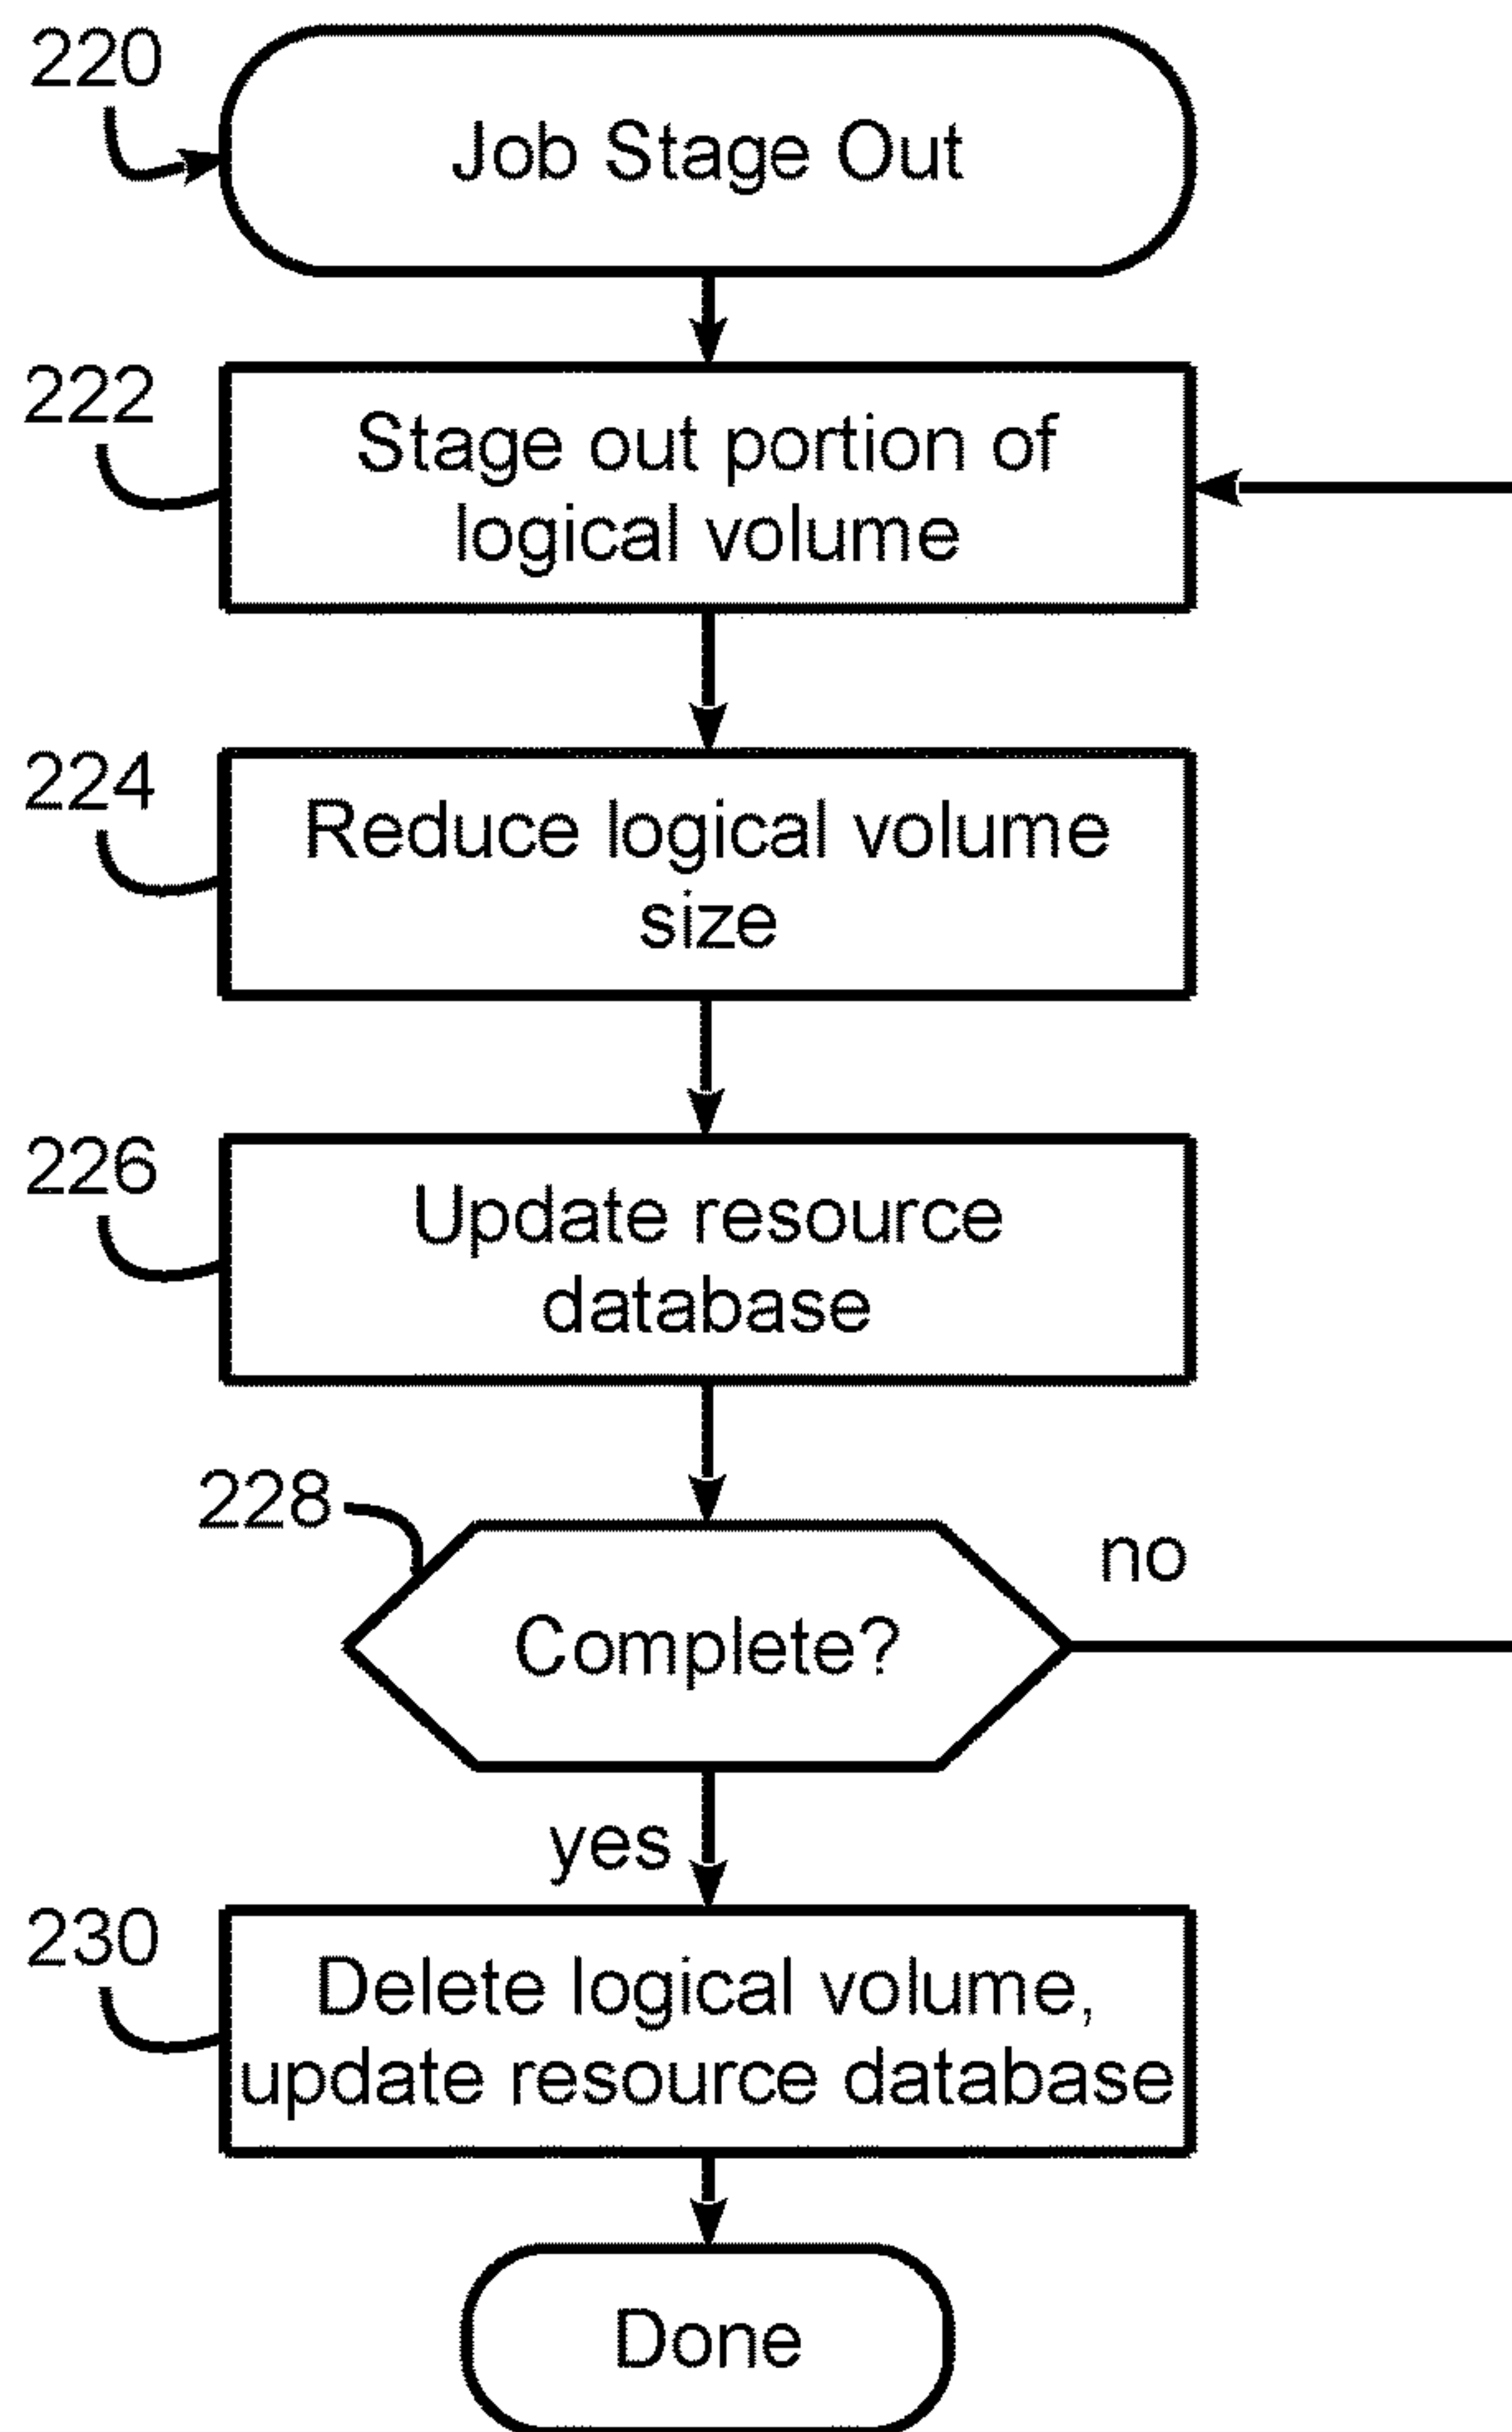 220
Job Stage Out
222
Stage out portion of
logical volume
224
Reduce logical volume
size
226
Update resource
database
228
no
Complete?
yes
230
Delete logical volume,
update resource database
Done